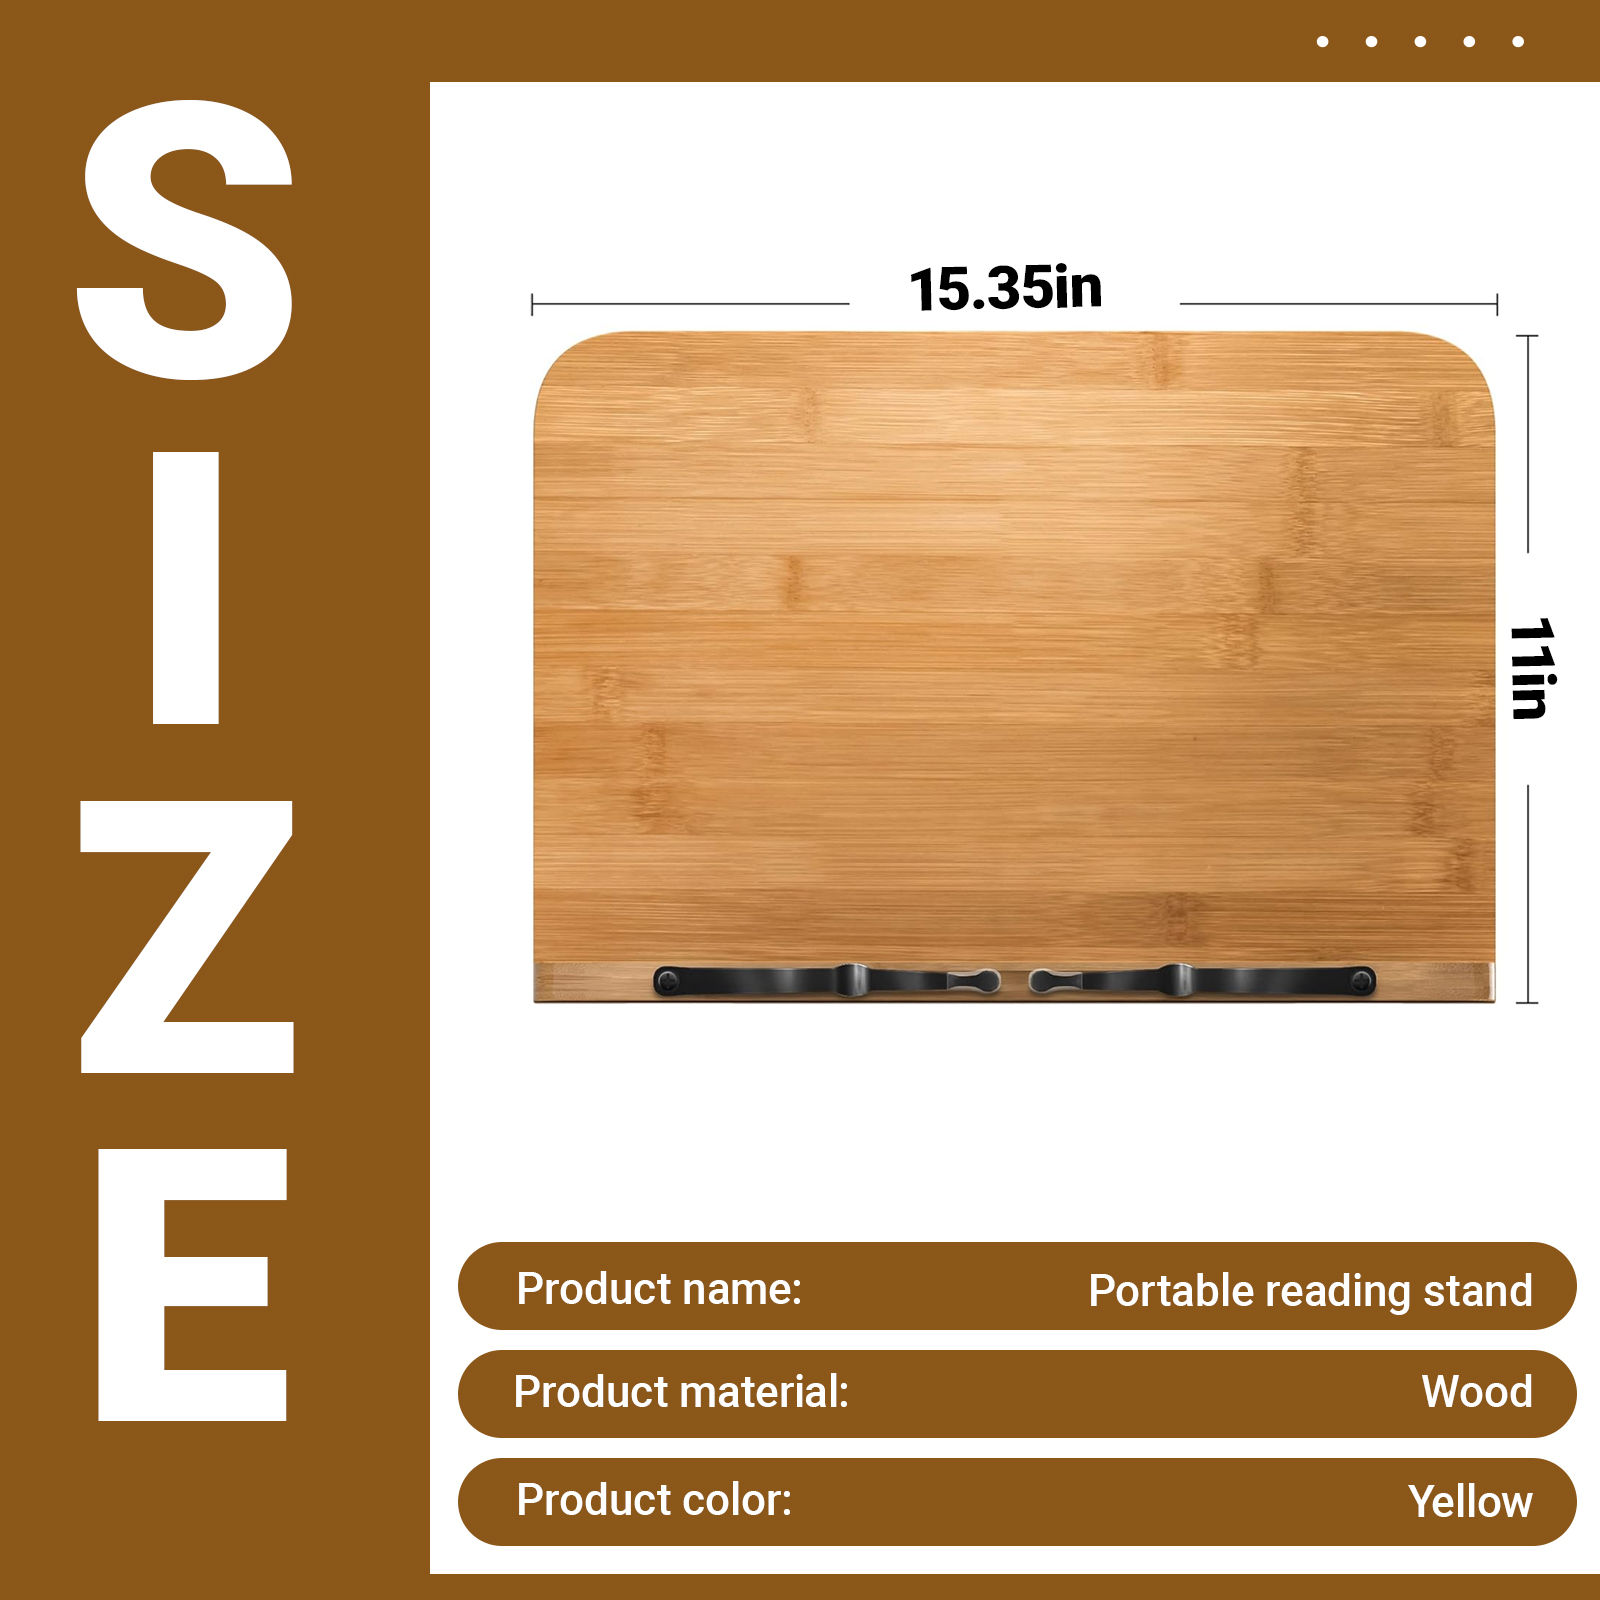 SIZE
15.35in
11in
Product name: Portable reading stand
Product material: Wood
Product color: Yellow